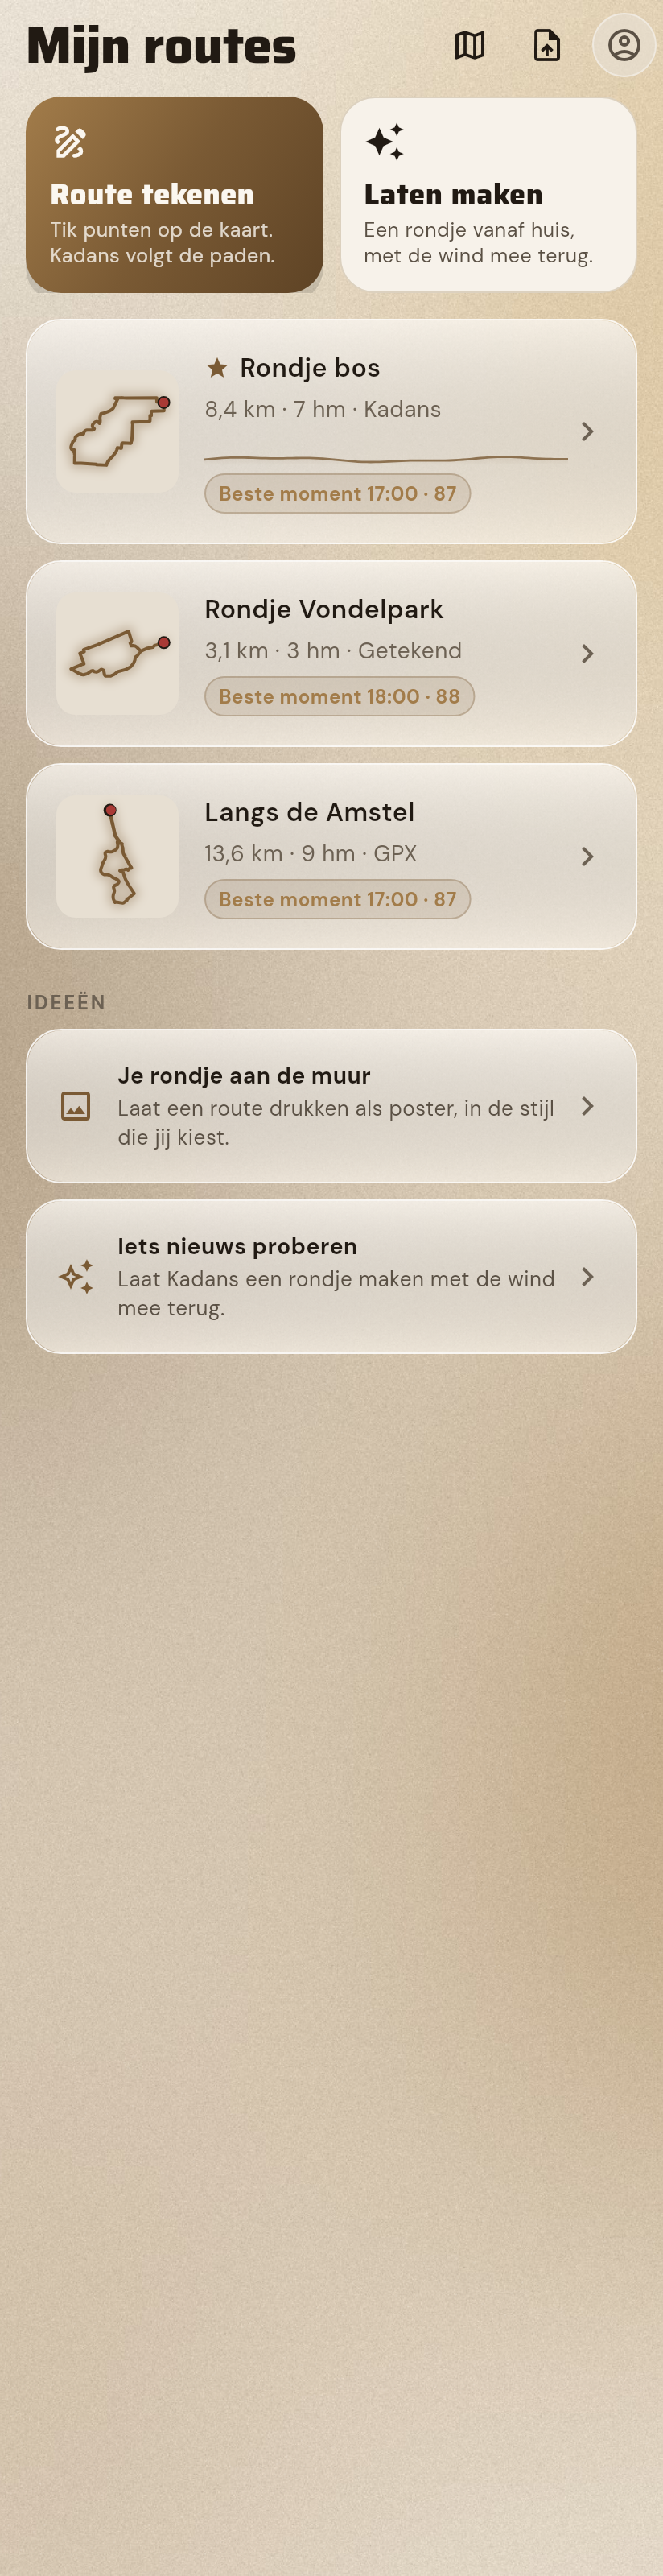 Mijn routes
Route tekenen
Tik punten op de kaart.
Kadans volgt de paden.
Laten maken
Een rondje vanaf huis,
met de wind mee terug.
Rondje bos
8,4 km · 7 hm · Kadans
Beste moment 17:00 · 87
Rondje Vondelpark
3,1 km · 3 hm · Getekend
Beste moment 18:00 · 88
Langs de Amstel
13,6 km · 9 hm · GPX
Beste moment 17:00 · 87
IDEEËN
Je rondje aan de muur
Laat een route drukken als poster, in de stijl
die jij kiest.
Iets nieuws proberen
Laat Kadans een rondje maken met de wind
mee terug.